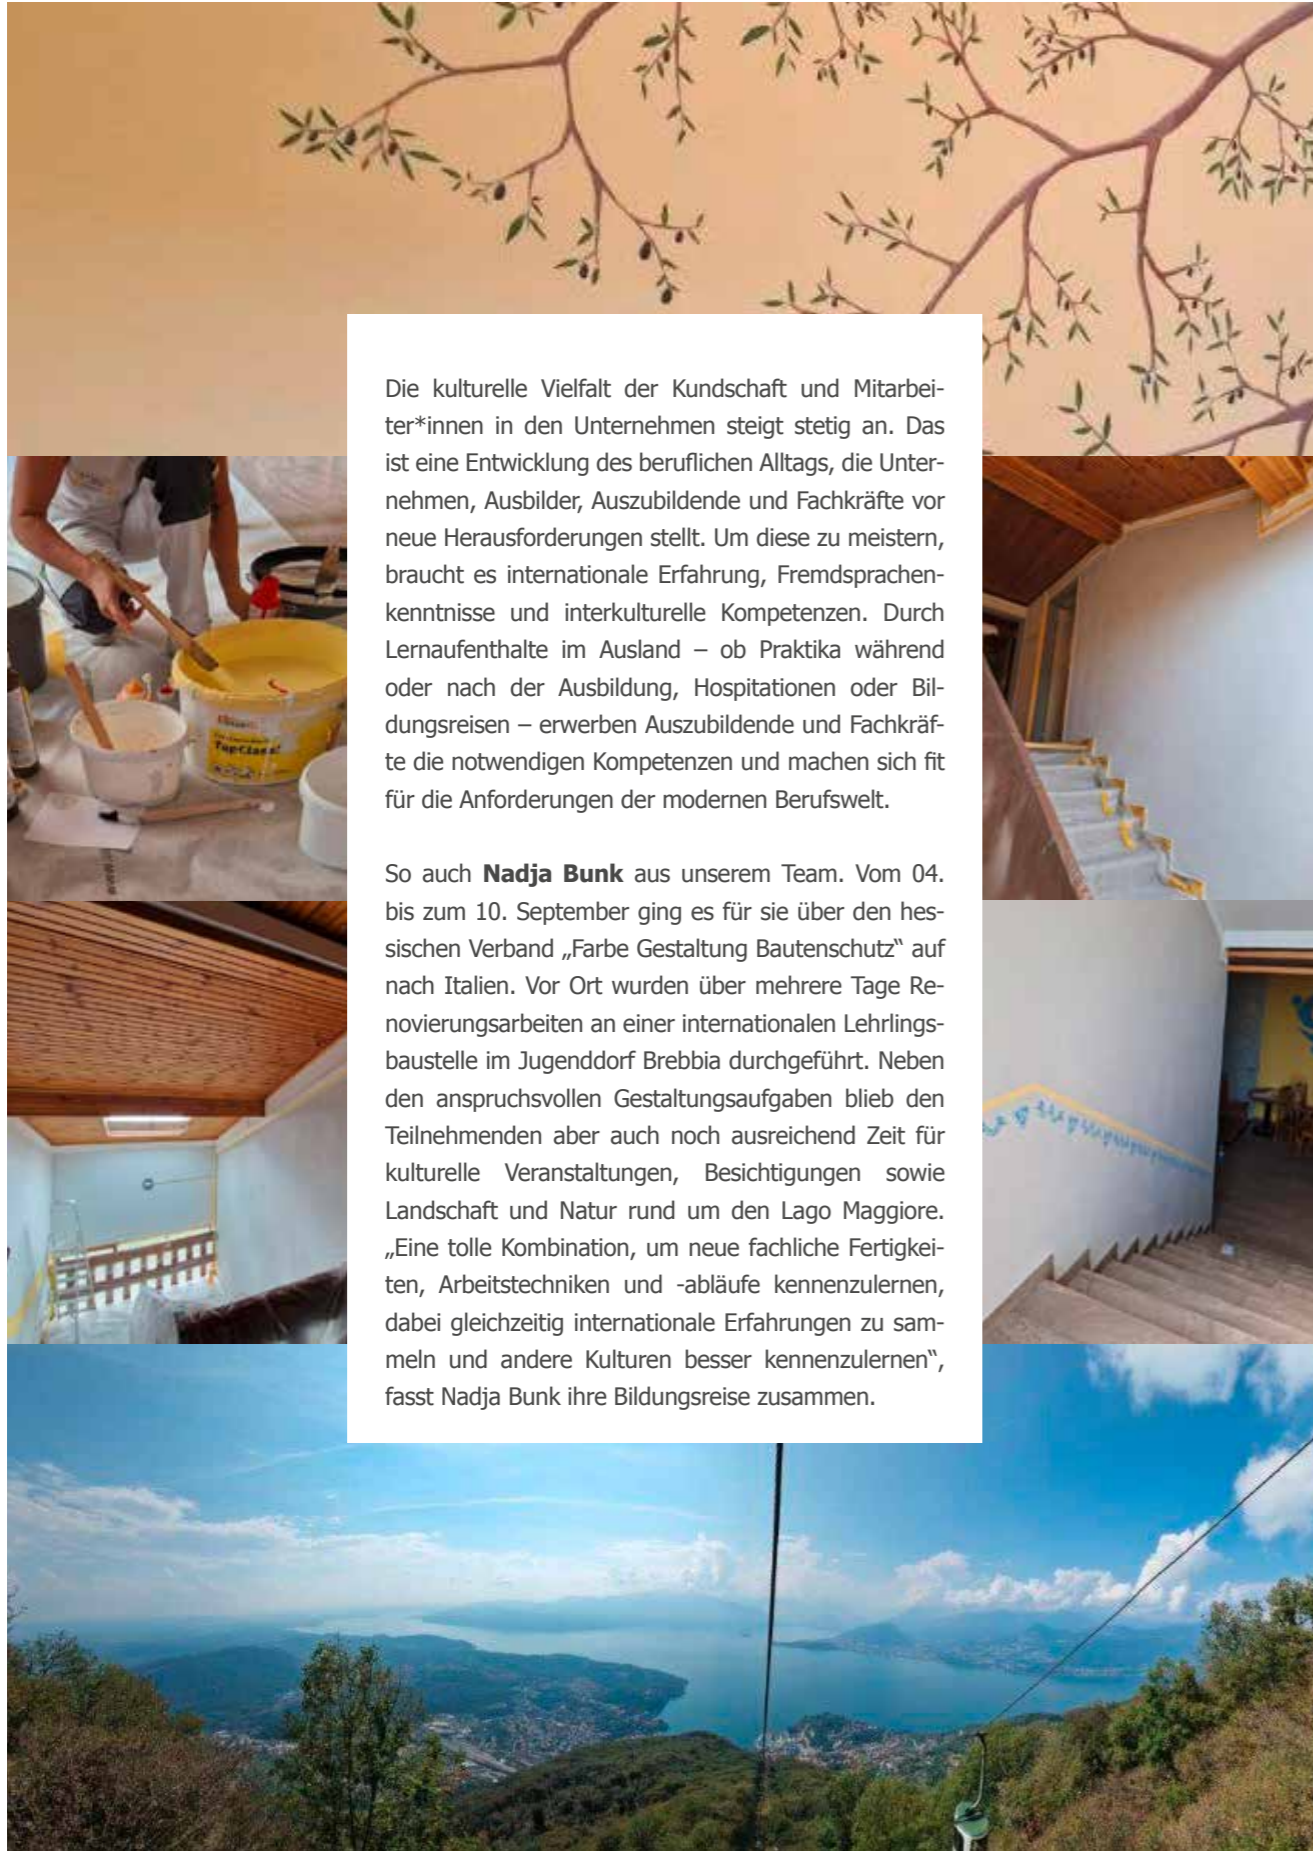 Die kulturelle Vielfalt der Kundschaft und Mitarbei-
ter*innen in den Unternehmen steigt stetig an. Das
ist eine Entwicklung des beruflichen Alltags, die Unter-
nehmen, Ausbilder, Auszubildende und Fachkräfte vor
neue Herausforderungen stellt. Um diese zu meistern,
braucht es internationale Erfahrung, Fremdsprachen-
kenntnisse und interkulturelle Kompetenzen. Durch
Lernaufenthalte im Ausland – ob Praktika während
oder nach der Ausbildung, Hospitationen oder Bil-
dungsreisen – erwerben Auszubildende und Fachkräf-
te die notwendigen Kompetenzen und machen sich fit
für die Anforderungen der modernen Berufswelt.
So auch Nadja Bunk aus unserem Team. Vom 04.
bis zum 10. September ging es für sie über den hes-
sischen Verband „Farbe Gestaltung Bautenschutz“ auf
nach Italien. Vor Ort wurden über mehrere Tage Re-
novierungsarbeiten an einer internationalen Lehrlings-
baustelle im Jugenddorf Brebbia durchgeführt. Neben
den anspruchsvollen Gestaltungsaufgaben blieb den
Teilnehmenden aber auch noch ausreichend Zeit für
kulturelle Veranstaltungen, Besichtigungen sowie
Landschaft und Natur rund um den Lago Maggiore.
„Eine tolle Kombination, um neue fachliche Fertigkei-
ten, Arbeitstechniken und -abläufe kennenzulernen,
dabei gleichzeitig internationale Erfahrungen zu sam-
meln und andere Kulturen besser kennenzulernen“,
fasst Nadja Bunk ihre Bildungsreise zusammen.
TopClass